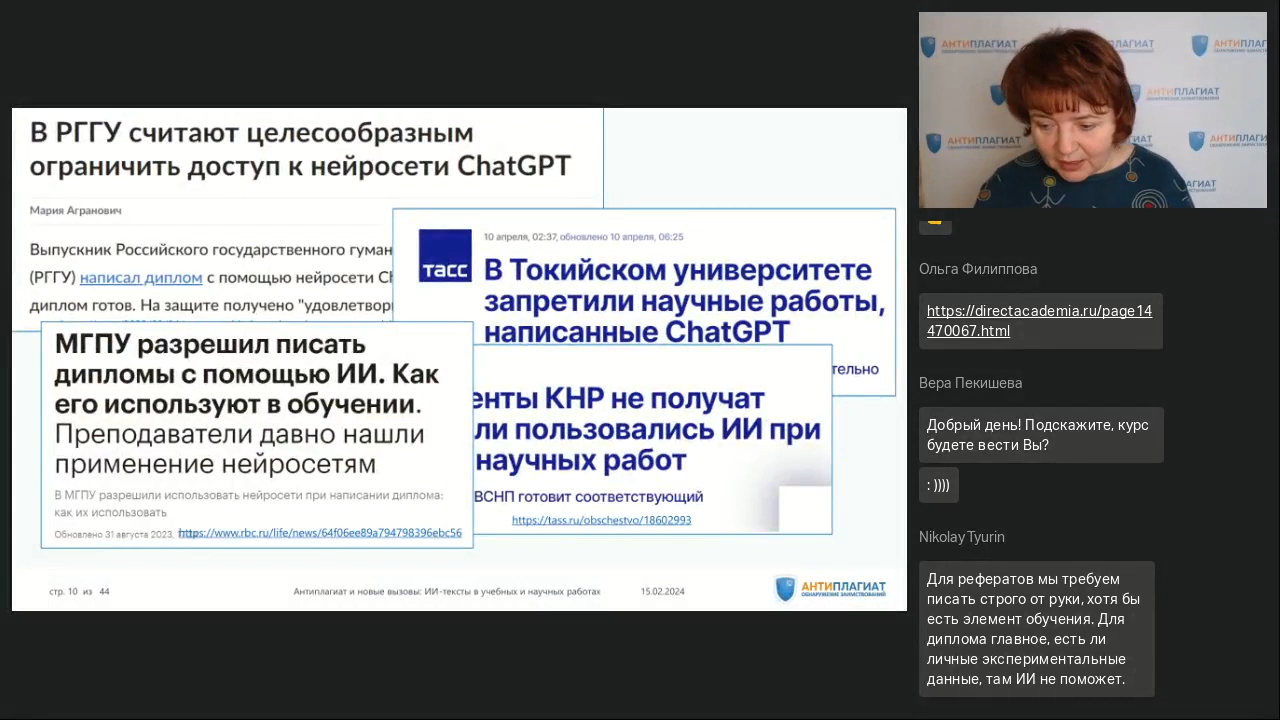 В РГГУ считают целесообразным
ограничить доступ к нейросети ChatGPT
Мария Агранович
Выпускник Российского государственного гуман
(РГГУ) написал диплом с помощью нейросети Ch
диплом готов. На защите получено "удовлетвори
тасс
10 апреля, 02:37, обновлено 10 апреля, 06:25
В Токийском университете
запретили научные работы,
написанные ChatGPT
тельно
МГПУ разрешил писать
дипломы с помощью ИИ. Как
его используют в обучении.
Преподаватели давно нашли
применение нейросетям
В МГПУ разрешили использовать нейросети при написании диплома:
как их использовать
Обновлено 31 августа 2023, https://www.rbc.ru/life/news/64f06ee89a794798396ebc56
енты КНР не получат
ли пользовались ИИ при
научных работ
ВСНП готовит соответствующий
https://tass.ru/obschestvo/18602993
стр. 10 из 44
Антиплагиат и новые вызовы: ИИ-тексты в учебных и научных работах
15.02.2024
АНТИПЛАГИАТ
ОБНАРУЖЕНИЕ ЗАИМСТВОВАНИЙ
АНТИПЛАГИАТ
Ольга Филиппова
https://directacademia.ru/page14
470067.html
Вера Пекишева
Добрый день! Подскажите, курс
будете вести Вы?
: ))))
Nikolay Tyurin
Для рефератов мы требуем
писать строго от руки, хотя бы
есть элемент обучения. Для
диплома главное, есть ли
личные экспериментальные
данные, там ИИ не поможет.